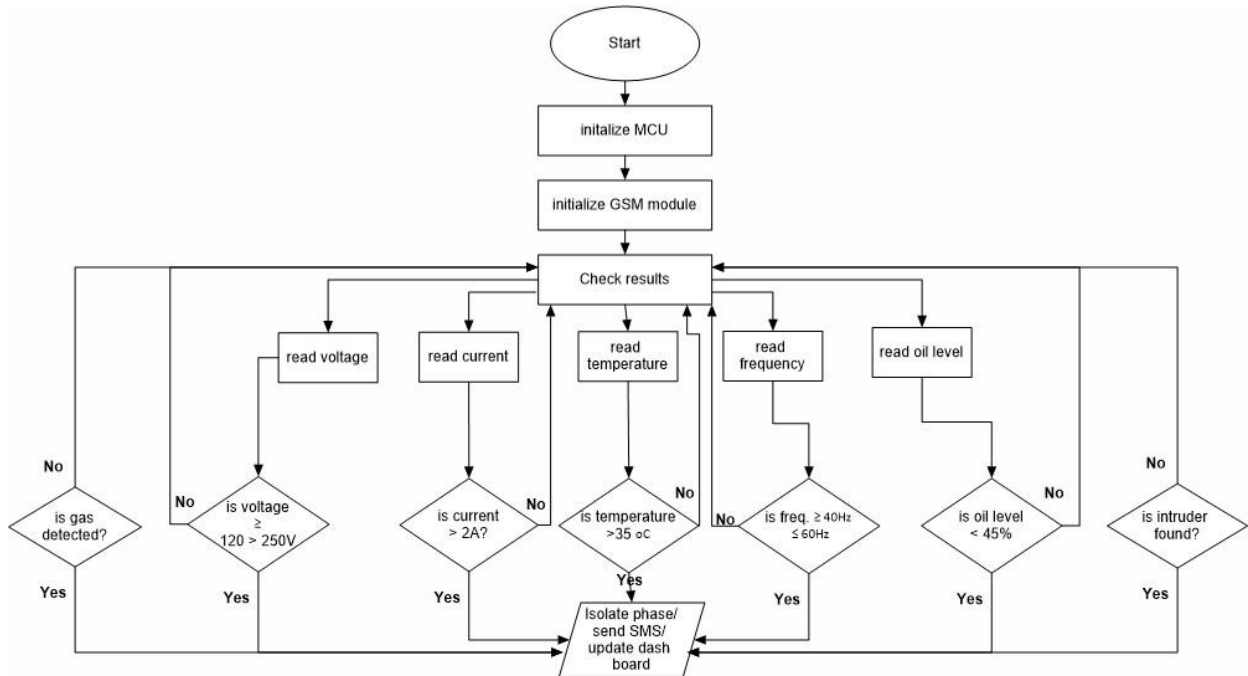 Start
initalize MCU
initialize GSM module
Check results
read voltage
read current
read
temperature
read
frequency
read oil level
No
is gas
detected?
Yes
No
is voltage
≥
120 > 250V
Yes
is current
> 2A?
No
Yes
is temperature
>35 oC
No
Yes
No
is freq. ≥ 40Hz
≤ 60Hz
Yes
is oil level
< 45%
No
Yes
No
is intruder
found?
Yes
Isolate phase/
send SMS/
update dash
board